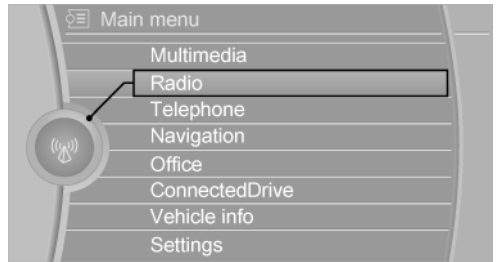 Main menu
Multimedia
Radio
Telephone
Navigation
Office
ConnectedDrive
Vehicle info
Settings